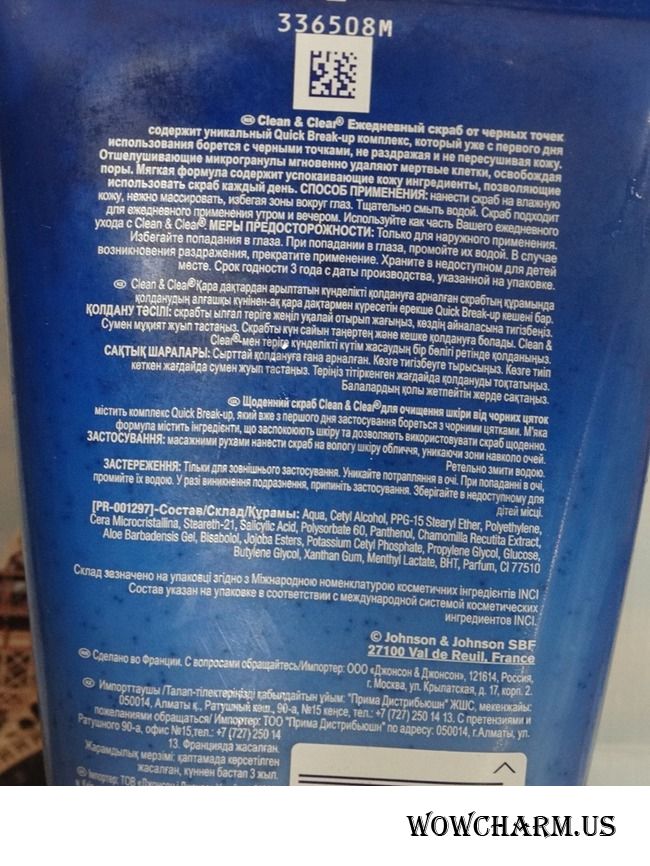 336508M
Clean & Clear® Ежедневный скраб от черных точек
содержит уникальный Quick Break-up комплекс, который уже с первого дня
использования борется с черными точками, не раздражая и не пересушивая кожу.
Отшелушивающие микрогранулы мгновенно удаляют мертвые клетки, освобождая
поры. Мягкая формула содержит успокаивающие кожу ингредиенты, позволяющие
использовать скраб каждый день. СПОСОБ ПРИМЕНЕНИЯ: нанести скраб на влажную
кожу, нежно массировать, избегая зоны вокруг глаз. Тщательно смыть водой. Скраб подходит
для ежедневного применения утром и вечером. Используйте как часть Вашего ежедневного
ухода с Clean & Clear®. МЕРЫ ПРЕДОСТОРОЖНОСТИ: Только для наружного применения.
Избегайте попадания в глаза. При попадании в глаза, промойте их водой. В случае
возникновения раздражения, прекратите применение. Храните в недоступном для детей
месте. Срок годности 3 года с даты производства, указанной на упаковке.
Clean & Clear® Қара дақтардан арылтатын күнделікті қолдануға арналған скрабтың құрамында
қолданудың алғашқы күнінен-ақ қара дақтармен күресетін ерекше Quick Break-up кешені бар.
ҚОЛДАНУ ТӘСІЛІ: скрабты ылғал теріге жеңіл уқалай отырып жағыңыз, көздің айналасына тигізбеңіз.
Сумен мұқият жуып тастаңыз. Скрабты күн сайын таңертең және кешке қолдануға болады. Clean &
Clear®-мен теріге күнделікті күтім жасаудың бір бөлігі ретінде қолданыңыз.
САҚТЫҚ ШАРАЛАРЫ: Сырттай қолдануға ғана арналған. Көзге тигізбеуге тырысыңыз. Көзге тиіп
кеткен жағдайда сумен жуып тастаңыз. Теріңіз тітіркенген жағдайда қолдануды тоқтатыңыз.
Балалардың қолы жетпейтін жерде сақтаңыз.
Щоденний скраб Clean & Clear® для очищення шкіри від чорних цяток
містить комплекс Quick Break-up, який вже з першого дня застосування бореться з чорними цятками. М'яка
формула містить інгредієнти, що заспокоюють шкіру та дозволяють використовувати скраб щоденно.
ЗАСТОСУВАННЯ: масажними рухами нанести скраб на вологу шкіру обличчя, уникаючи зони навколо очей.
Ретельно змити водою.
ЗАСТЕРЕЖЕННЯ: Тільки для зовнішнього застосування. Уникайте потрапляння в очі. При попаданні в очі,
промийте їх водою. У разі виникнення подразнення, припиніть застосування. Зберігайте в недоступному для
дітей місці.
[PR-001297]-Состав/Склад/Құрамы: Aqua, Cetyl Alcohol, PPG-15 Stearyl Ether, Polyethylene,
Cera Microcristallina, Steareth-21, Salicylic Acid, Polysorbate 60, Panthenol, Chamomilla Recutita Extract,
Aloe Barbadensis Gel, Bisabolol, Jojoba Esters, Potassium Cetyl Phosphate, Propylene Glycol, Glucose,
Butylene Glycol, Xanthan Gum, Menthyl Lactate, BHT, Parfum, CI 77510
Склад зазначено на упаковці згідно з Міжнародною номенклатурою косметичних інгредієнтів INCI
Состав указан на упаковке в соответствии с международной системой косметических
ингредиентов INCI.
© Johnson & Johnson SBF
27100 Val de Reuil, France
Сделано во Франции. С вопросами обращайтесь/Импортер: ООО «Джонсон & Джонсон», 121614, Россия,
г. Москва, ул. Крылатская, д. 17, корп. 2.
Импорттаушы /Талап-тілектеріңізді қабылдайтын ұйым: "Прима Дистрибьюшн" ЖШС, мекенжайы:
050014, Алматы қ., Ратушный көш., 90-а, №15 кеңсе, тел.: +7 (727) 250 14 13. С претензиями и
пожеланиями обращаться/ Импортер: ТОО "Прима Дистрибьюшн" по адресу: 050014, г.Алматы, ул.
Ратушного 90-а, офис №15,тел.: +7 (727) 250 14
13. Францияда жасалған.
Жарамдылық мерзімі: қаптамада көрсетілген
жасалған, күннен бастап 3 жыл.
Імпортер: ТОВ «Джонсон
WOWCHARM.US